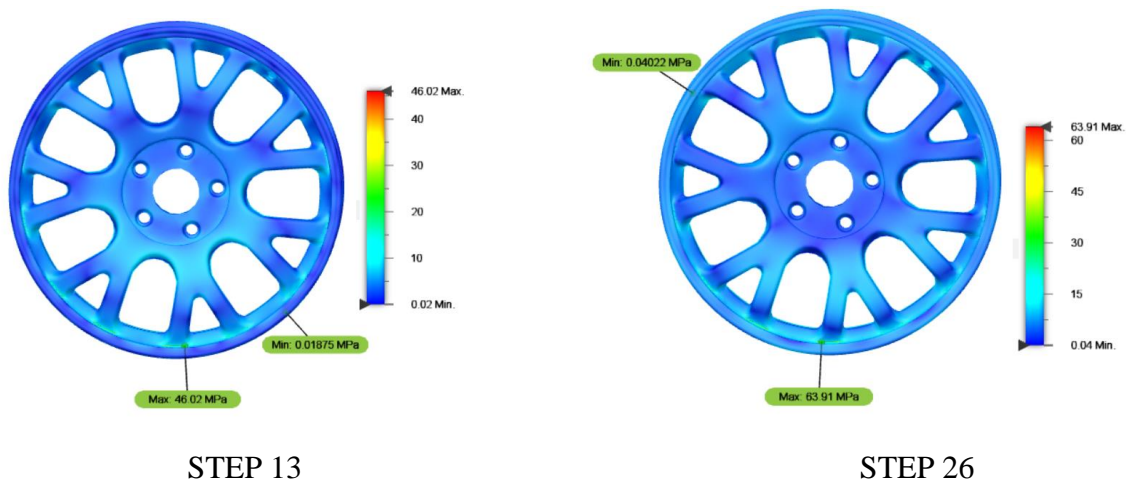 46.02 Max.
40
30
20
10
0.02 Min.
Min: 0.01875 MPa
Max: 46.02 MPa
STEP 13
Min: 0.04022 MPa
63.91 Max.
60
45
30
15
0.04 Min.
Max: 63.91 MPa
STEP 26